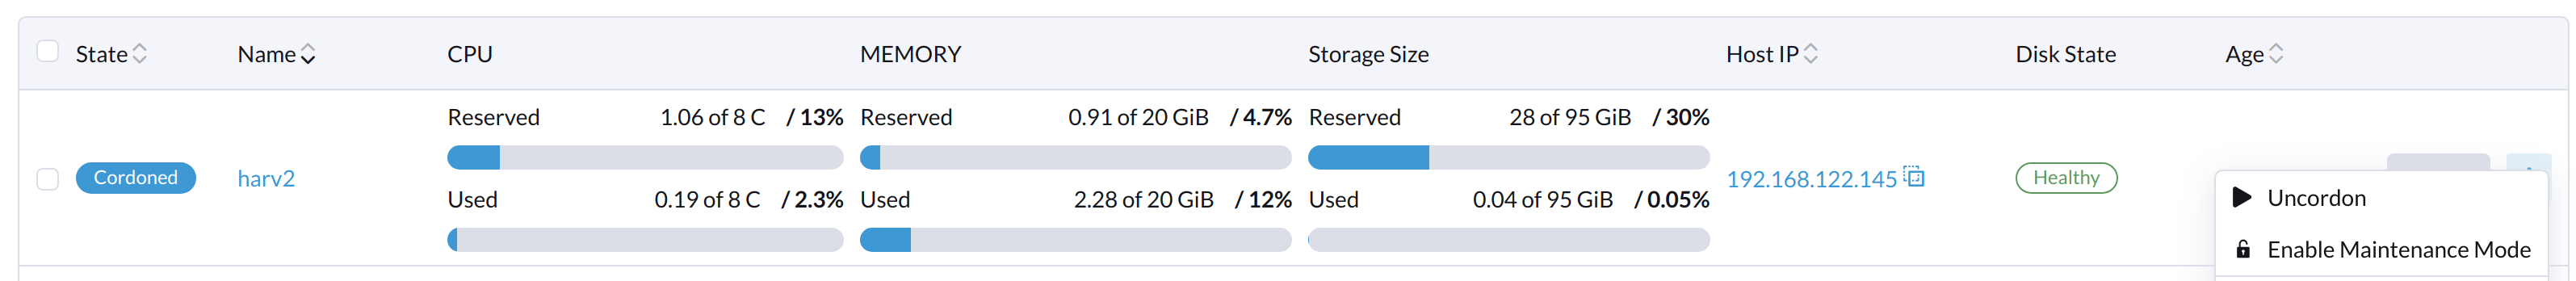 State Name CPU MEMORY Storage Size Host IP Disk State Age
Reserved 1.06 of 8 C / 13% Reserved 0.91 of 20 GiB / 4.7% Reserved 28 of 95 GiB / 30%
Cordoned harv2 192.168.122.145 Healthy
Used 0.19 of 8 C / 2.3% Used 2.28 of 20 GiB / 12% Used 0.04 of 95 GiB / 0.05%
Uncordon
Enable Maintenance Mode